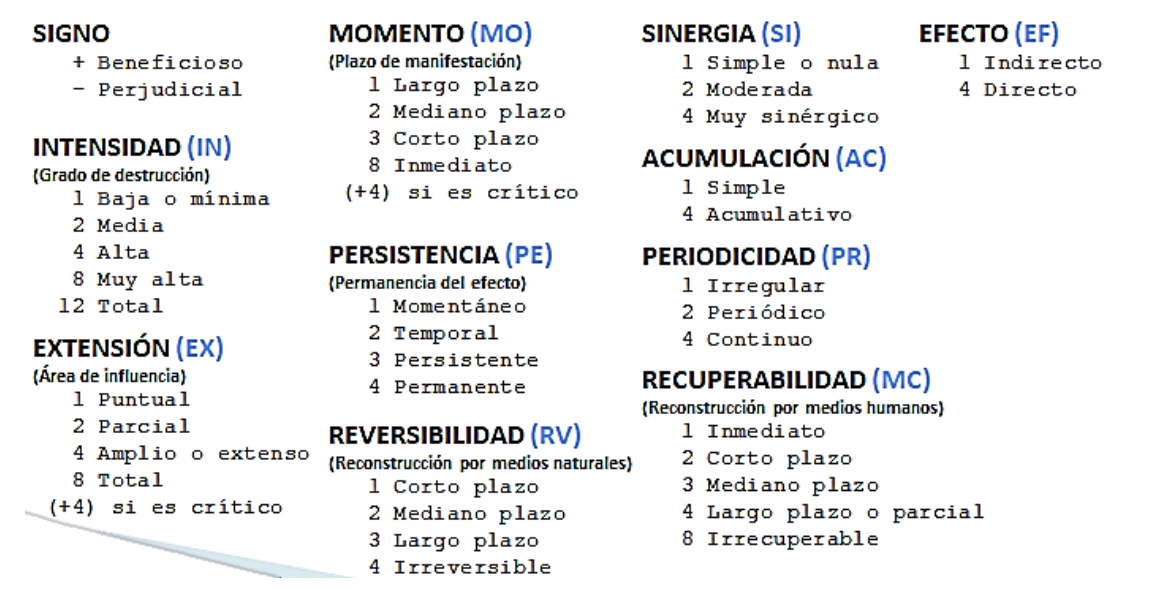 SIGNO
+ Beneficioso
- Perjudicial
INTENSIDAD (IN)
(Grado de destrucción)
1 Baja o mínima
2 Media
4 Alta
8 Muy alta
12 Total
EXTENSIÓN (EX)
(Área de influencia)
1 Puntual
2 Parcial
4 Amplio o extenso
8 Total
(+4) si es crítico
MOMENTO (MO)
(Plazo de manifestación)
1 Largo plazo
2 Mediano plazo
3 Corto plazo
8 Inmediato
(+4) si es crítico
PERSISTENCIA (PE)
(Permanencia del efecto)
1 Momentáneo
2 Temporal
3 Persistente
4 Permanente
REVERSIBILIDAD (RV)
(Reconstrucción por medios naturales)
1 Corto plazo
2 Mediano plazo
3 Largo plazo
4 Irreversible
SINERGIA (SI)
1 Simple o nula
2 Moderada
4 Muy sinérgico
ACUMULACIÓN (AC)
1 Simple
4 Acumulativo
PERIODICIDAD (PR)
1 Irregular
2 Periódico
4 Continuo
RECUPERABILIDAD (MC)
(Reconstrucción por medios humanos)
1 Inmediato
2 Corto plazo
3 Mediano plazo
4 Largo plazo o parcial
8 Irrecuperable
EFECTO (EF)
1 Indirecto
4 Directo